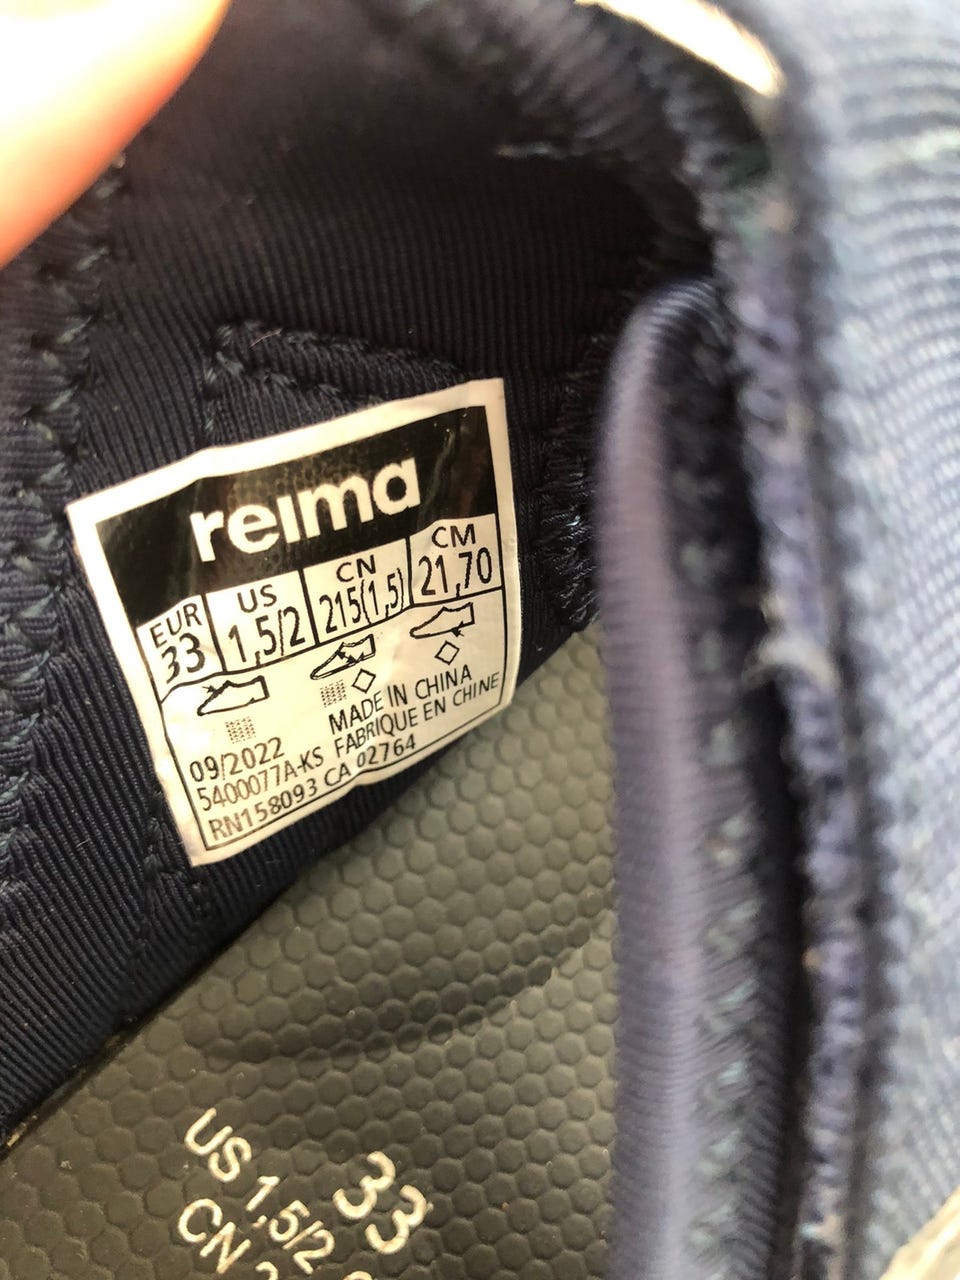 reima
EUR US CN CM
33 1,5/2 215(1,5) 21,70
MADE IN CHINA
09/2022 FABRIQUE EN CHINE
5400077A-KS
RN158093 CA 02764
33
US 1,5/2
CN